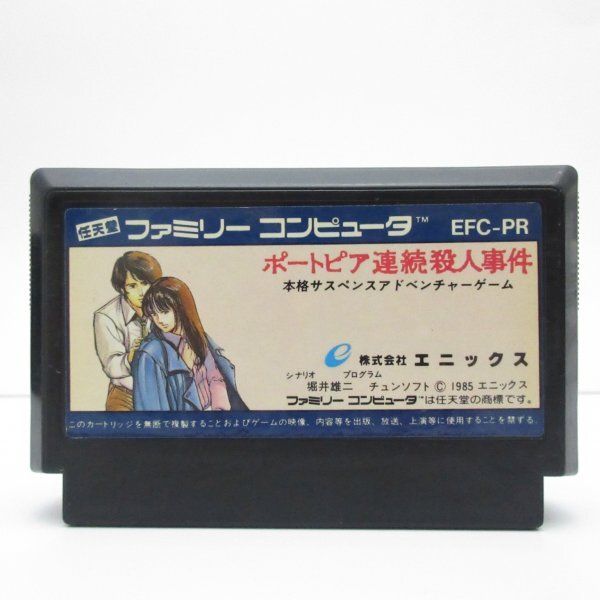 任天堂 ファミリー コンピュータ™ EFC-PR
ポートピア連続殺人事件
本格サスペンスアドベンチャーゲーム
e 株式会社 エニックス
シナリオ プログラム
堀井雄二 チュンソフト © 1985 エニックス
ファミリー コンピュータ™は任天堂の商標です。
このカートリッジを無断で複製することおよびゲームの映像、内容等を出版、放送、上演等に使用することを禁ずる。